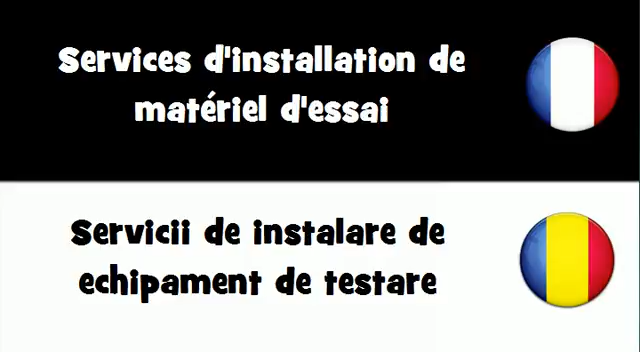 Services d'installation de
matériel d'essai
Servicii de instalare de
echipament de testare